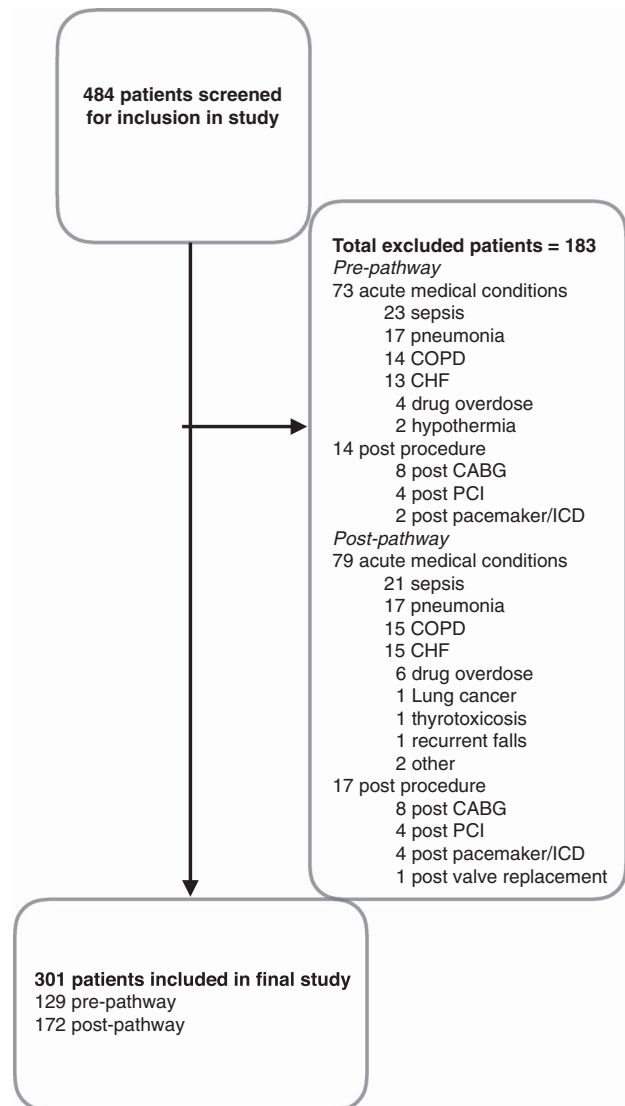 484 patients screened
for inclusion in study
Total excluded patients = 183
Pre-pathway
73 acute medical conditions
23 sepsis
17 pneumonia
14 COPD
13 CHF
4 drug overdose
2 hypothermia
14 post procedure
8 post CABG
4 post PCI
2 post pacemaker/ICD
Post-pathway
79 acute medical conditions
21 sepsis
17 pneumonia
15 COPD
15 CHF
6 drug overdose
1 Lung cancer
1 thyrotoxicosis
1 recurrent falls
2 other
17 post procedure
8 post CABG
4 post PCI
4 post pacemaker/ICD
1 post valve replacement
301 patients included in final study
129 pre-pathway
172 post-pathway